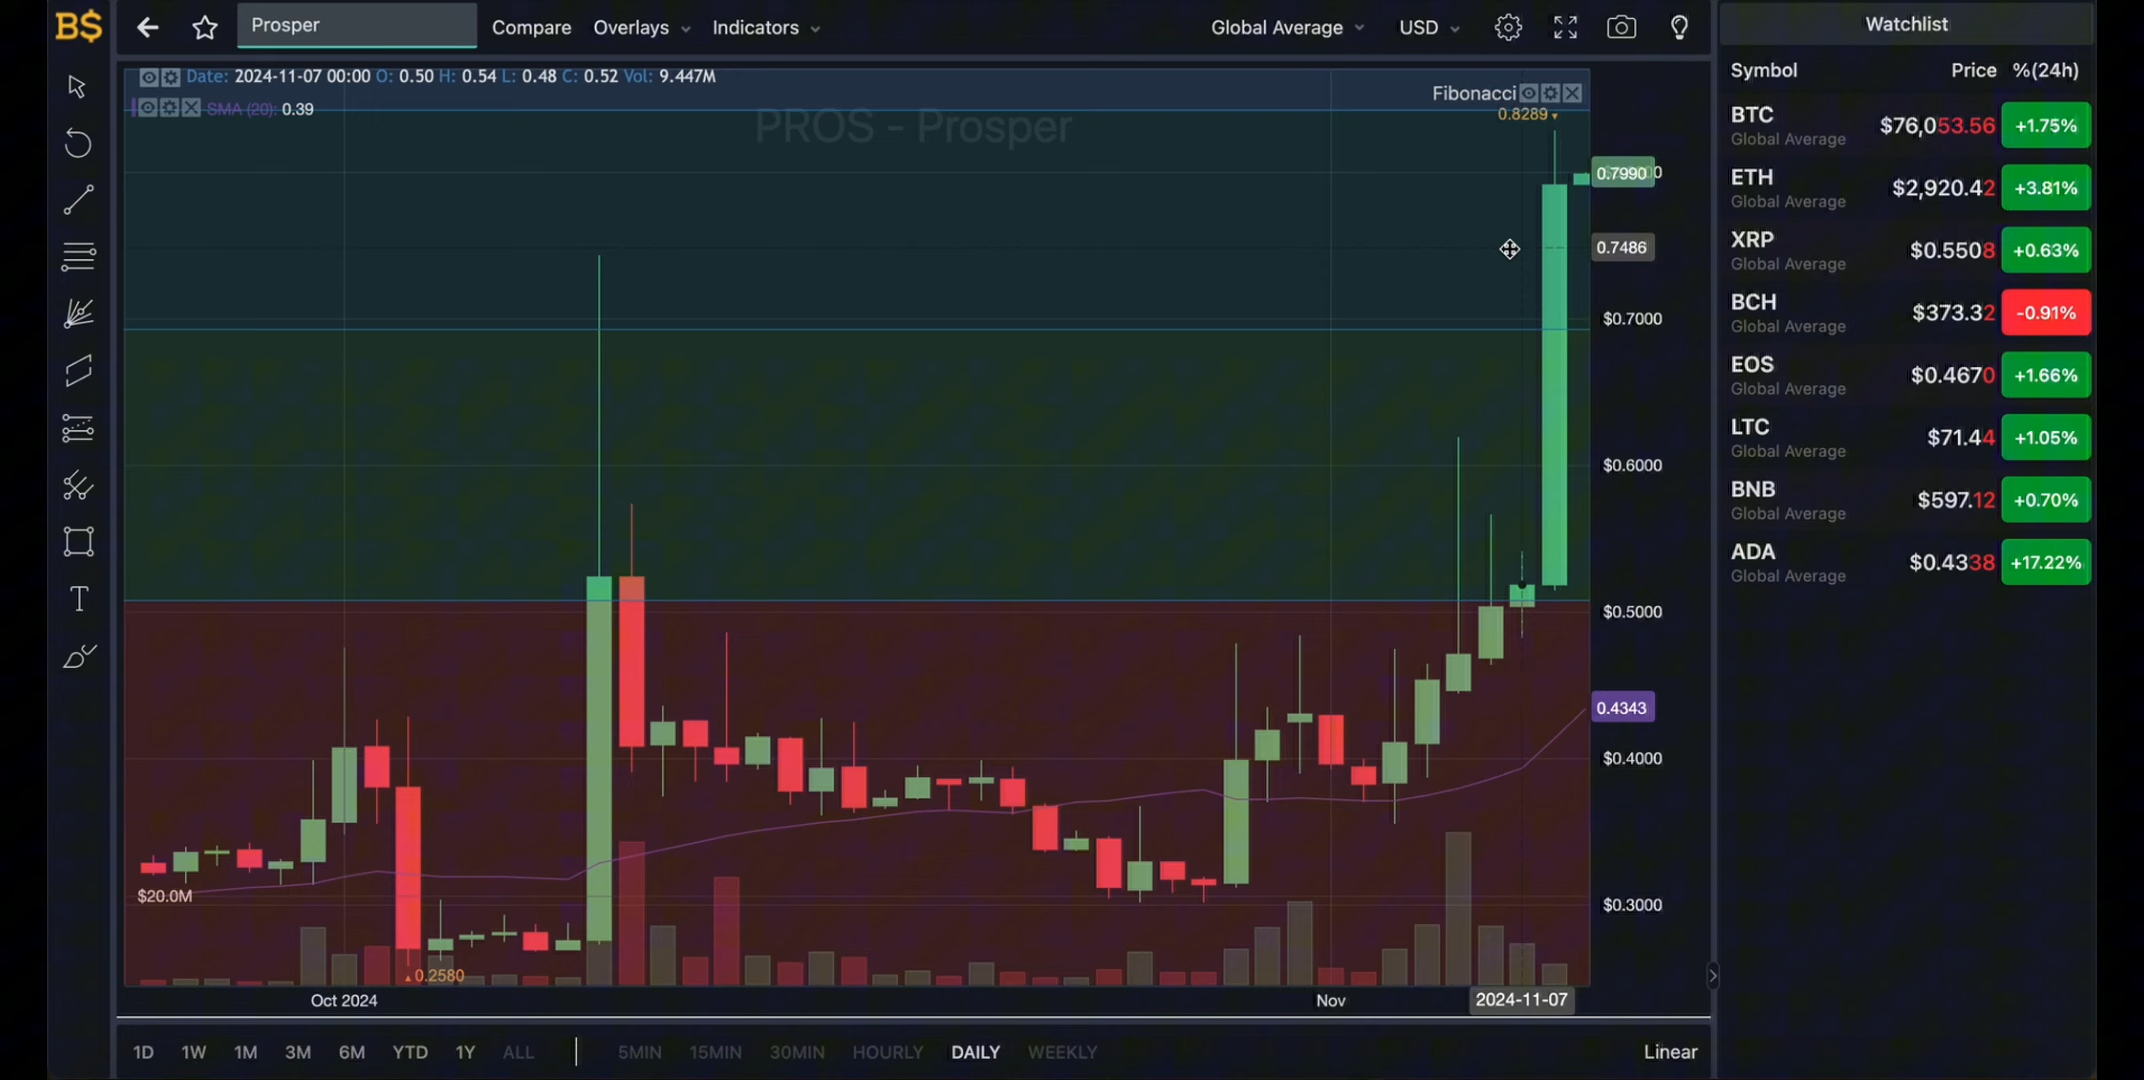 B$
Prosper
Compare
Overlays
Indicators
Global Average
USD
Date: 2024-11-07 00:00 O: 0.50 H: 0.54 L: 0.48 C: 0.52 Vol: 9.447M
SMA (20): 0.39
Fibonacci
PROS - Prosper
0.8289
0.7990
0.7486
$0.7000
$0.6000
$0.5000
0.4343
$0.4000
$0.3000
$20.0M
0.2580
Oct 2024
Nov
2024-11-07
1D 1W 1M 3M 6M YTD 1Y ALL
5MIN 15MIN 30MIN HOURLY DAILY WEEKLY
Linear
Watchlist
Symbol Price %(24h)
BTC $76,053.56 +1.75%
Global Average
ETH $2,920.42 +3.81%
Global Average
XRP $0.5508 +0.63%
Global Average
BCH $373.32 -0.91%
Global Average
EOS $0.4670 +1.66%
Global Average
LTC $71.44 +1.05%
Global Average
BNB $597.12 +0.70%
Global Average
ADA $0.4338 +17.22%
Global Average